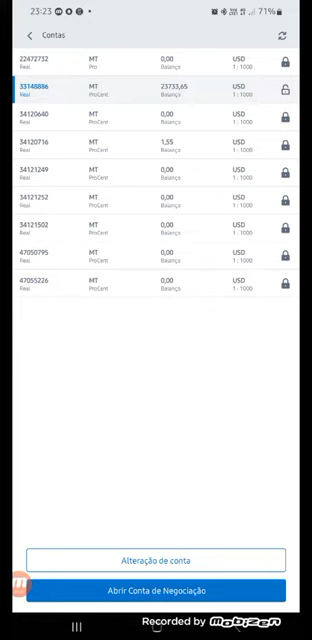 23:23 71%
Contas
22472732 MT 0,00 USD
Real Pro Balanço 1 : 1000
33148886 MT 23733,65 USD
Real ProCent Balanço 1 : 1000
34120640 MT 0,00 USD
Real ProCent Balanço 1 : 1000
34120716 MT 1,55 USD
Real ProCent Balanço 1 : 1000
34121249 MT 0,00 USD
Real ProCent Balanço 1 : 1000
34121252 MT 0,00 USD
Real ProCent Balanço 1 : 1000
34121502 MT 0,00 USD
Real ProCent Balanço 1 : 1000
47050795 MT 0,00 USD
Real ProCent Balanço 1 : 1000
47055226 MT 0,00 USD
Real ProCent Balanço 1 : 1000
Alteração de conta
Abrir Conta de Negociação
Recorded by mobizen